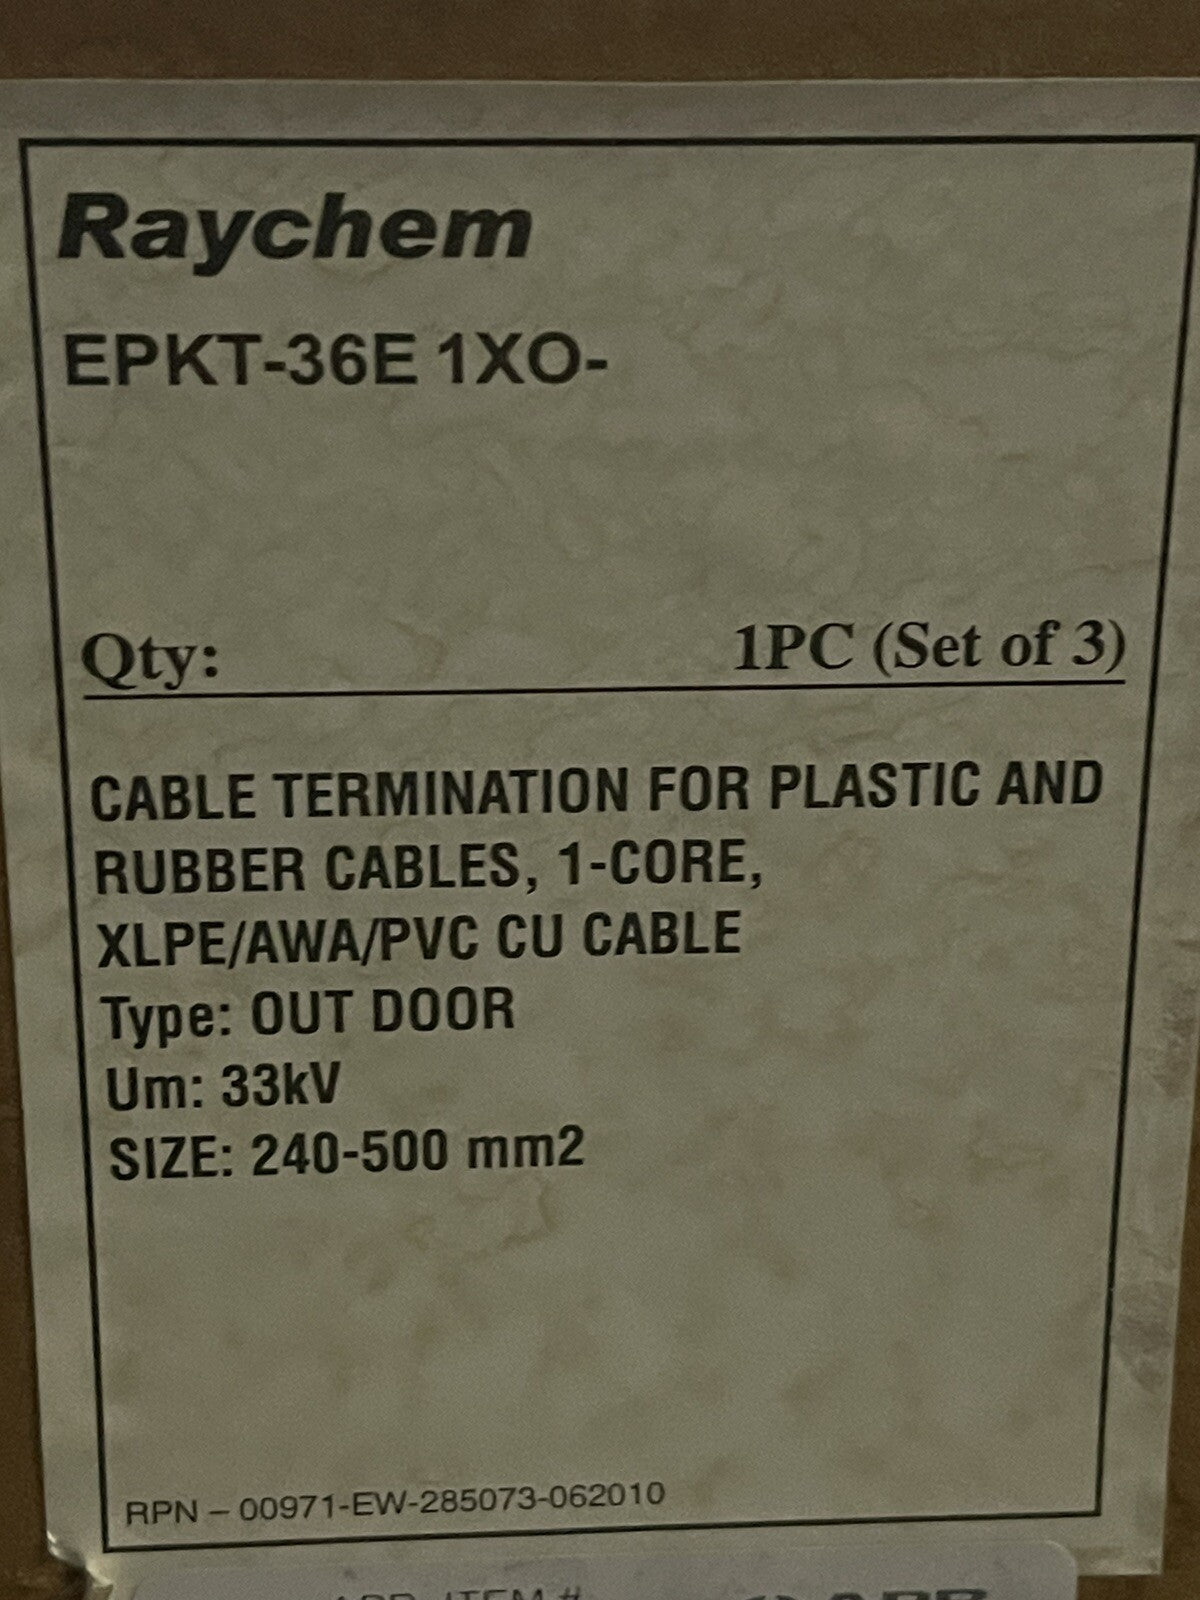 Raychem
EPKT-36E 1XO-
Qty: 1PC (Set of 3)
CABLE TERMINATION FOR PLASTIC AND
RUBBER CABLES, 1-CORE,
XLPE/AWA/PVC CU CABLE
Type: OUT DOOR
Um: 33kV
SIZE: 240-500 mm2
RPN – 00971-EW-285073-062010
ITEM #